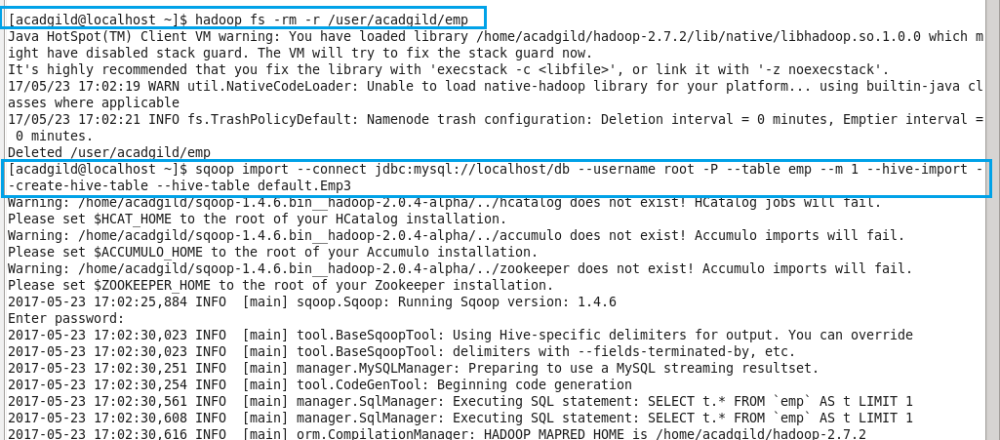 [acadgild@localhost ~]$ hadoop fs -rm -r /user/acadgild/emp
Java HotSpot(TM) Client VM warning: You have loaded library /home/acadgild/hadoop-2.7.2/lib/native/libhadoop.so.1.0.0 which m
ight have disabled stack guard. The VM will try to fix the stack guard now.
It's highly recommended that you fix the library with 'execstack -c <libfile>', or link it with '-z noexecstack'.
17/05/23 17:02:19 WARN util.NativeCodeLoader: Unable to load native-hadoop library for your platform... using builtin-java cl
asses where applicable
17/05/23 17:02:21 INFO fs.TrashPolicyDefault: Namenode trash configuration: Deletion interval = 0 minutes, Emptier interval =
 0 minutes.
Deleted /user/acadgild/emp
[acadgild@localhost ~]$ sqoop import --connect jdbc:mysql://localhost/db --username root -P --table emp --m 1 --hive-import -
-create-hive-table --hive-table default.Emp3
Warning: /home/acadgild/sqoop-1.4.6.bin__hadoop-2.0.4-alpha/../hcatalog does not exist! HCatalog jobs will fail.
Please set $HCAT_HOME to the root of your HCatalog installation.
Warning: /home/acadgild/sqoop-1.4.6.bin__hadoop-2.0.4-alpha/../accumulo does not exist! Accumulo imports will fail.
Please set $ACCUMULO_HOME to the root of your Accumulo installation.
Warning: /home/acadgild/sqoop-1.4.6.bin__hadoop-2.0.4-alpha/../zookeeper does not exist! Accumulo imports will fail.
Please set $ZOOKEEPER_HOME to the root of your Zookeeper installation.
2017-05-23 17:02:25,884 INFO  [main] sqoop.Sqoop: Running Sqoop version: 1.4.6
Enter password:
2017-05-23 17:02:30,023 INFO  [main] tool.BaseSqoopTool: Using Hive-specific delimiters for output. You can override
2017-05-23 17:02:30,023 INFO  [main] tool.BaseSqoopTool: delimiters with --fields-terminated-by, etc.
2017-05-23 17:02:30,251 INFO  [main] manager.MySQLManager: Preparing to use a MySQL streaming resultset.
2017-05-23 17:02:30,254 INFO  [main] tool.CodeGenTool: Beginning code generation
2017-05-23 17:02:30,561 INFO  [main] manager.SqlManager: Executing SQL statement: SELECT t.* FROM `emp` AS t LIMIT 1
2017-05-23 17:02:30,608 INFO  [main] manager.SqlManager: Executing SQL statement: SELECT t.* FROM `emp` AS t LIMIT 1
2017-05-23 17:02:30,616 INFO  [main] orm.CompilationManager: HADOOP_MAPRED_HOME is /home/acadgild/hadoop-2.7.2